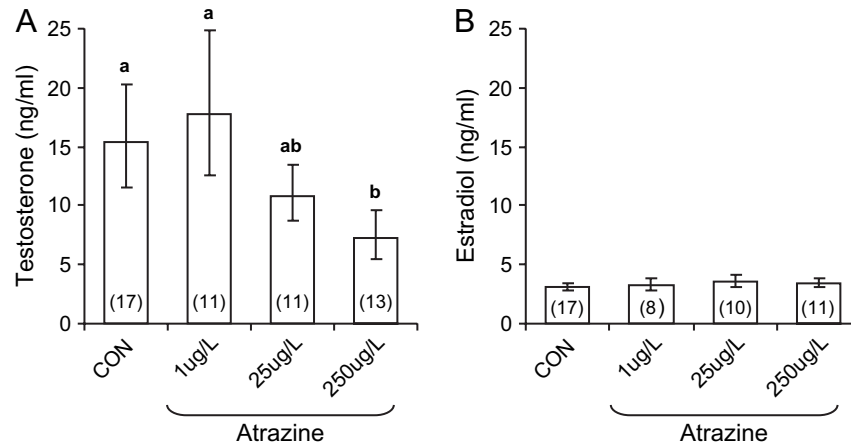 A
Testosterone (ng/ml)
25
20
15
10
5
0
a
a
ab
b
(17)
(11)
(11)
(13)
CON
1ug/L
25ug/L
250ug/L
Atrazine
B
Estradiol (ng/ml)
25
20
15
10
5
0
(17)
(8)
(10)
(11)
CON
1ug/L
25ug/L
250ug/L
Atrazine